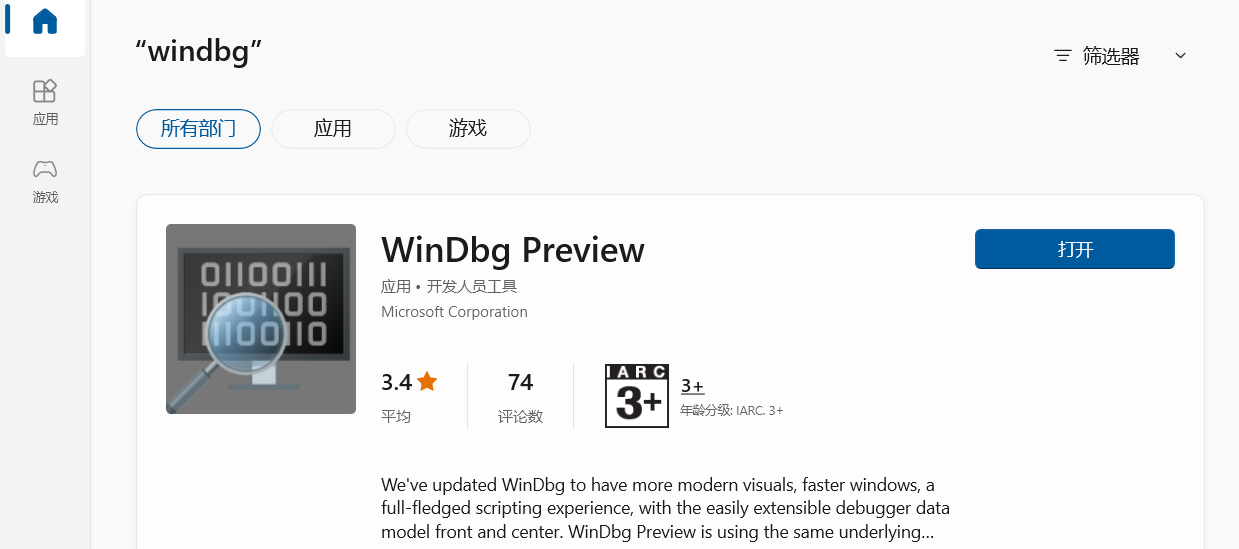 “windbg”
筛选器
应用
游戏
所有部门
应用
游戏
01100111
1001100
1100110
WinDbg Preview
打开
应用 • 开发人员工具
Microsoft Corporation
3.4
平均
74
评论数
IARC
3+
3+
年龄分级: IARC. 3+
We've updated WinDbg to have more modern visuals, faster windows, a
full-fledged scripting experience, with the easily extensible debugger data
model front and center. WinDbg Preview is using the same underlying...